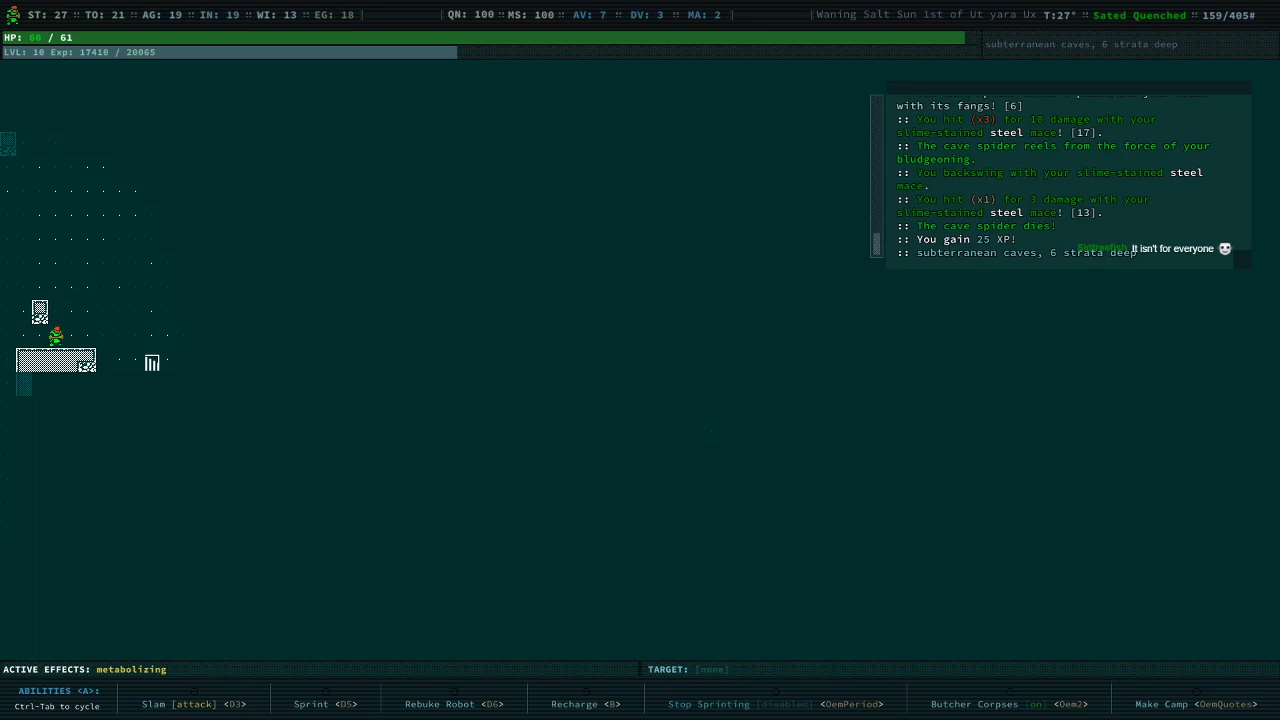 ST: 27 :: TO: 21 :: AG: 19 :: IN: 19 :: WI: 13 :: EG: 18
QN: 100 :: MS: 100 :: AV: 7 :: DV: 3 :: MA: 2
Waning Salt Sun 1st of Ut yara Ux T:27° :: Sated Quenched :: 159/405#
HP: 60 / 61
LVL: 10 Exp: 17410 / 20065
subterranean caves, 6 strata deep
with its fangs! [6]
:: You hit (x3) for 10 damage with your
slime-stained steel mace! [17].
:: The cave spider reels from the force of your
bludgeoning.
:: You backswing with your slime-stained steel
mace.
:: You hit (x1) for 3 damage with your
slime-stained steel mace! [13].
:: The cave spider dies!
:: You gain 25 XP!
It isn't for everyone
:: subterranean caves, 6 strata deep
ACTIVE EFFECTS: metabolizing
TARGET: [none]
ABILITIES <A>:
Ctrl-Tab to cycle
Slam [attack] <D3>
Sprint <D5>
Rebuke Robot <D6>
Recharge <B>
Stop Sprinting [disabled] <OemPeriod>
Butcher Corpses [on] <Oem2>
Make Camp <OemQuotes>